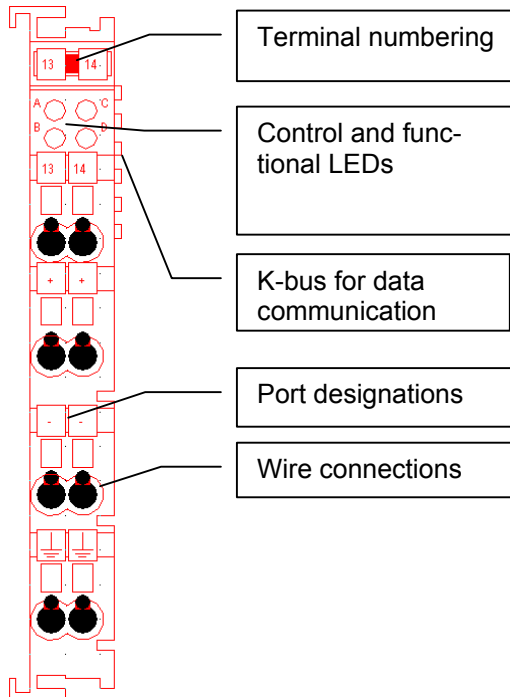 Terminal numbering
13 14
A C
B D
Control and func-
tional LEDs
13 14
K-bus for data
communication
+ +
Port designations
- -
Wire connections